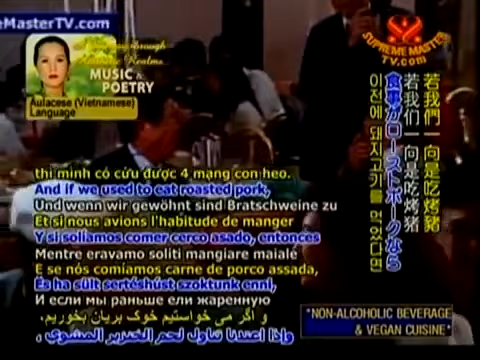 eMasterTV.com
MUSIC &
POETRY
Aulacese (Vietnamese)
Language
SUPREME MASTER
TV.com
thì mình có cứu được 4 mạng con heo.
And if we used to eat roasted pork,
Und wenn wir gewöhnt sind Bratschweine zu
Et si nous avions l'habitude de manger
Y si solíamos comer cerco asado, entonces
Mentre eravamo soliti mangiare maialé
E se nós comíamos carne de porco assada,
És ha sült sertéshúst szoktunk enni,
И если мы раньше ели жаренную
و اگر می خواستیم خوک بریان بخوریم،
وإذا اعتدنا تناول لحم الخنزير المشوي،
若我們一向是吃烤豬
若我们一向是吃烤猪
食事がローストポークなら
이전에 돼지고기를 먹었다면
"NON-ALCOHOLIC BEVERAGE
& VEGAN CUISINE"